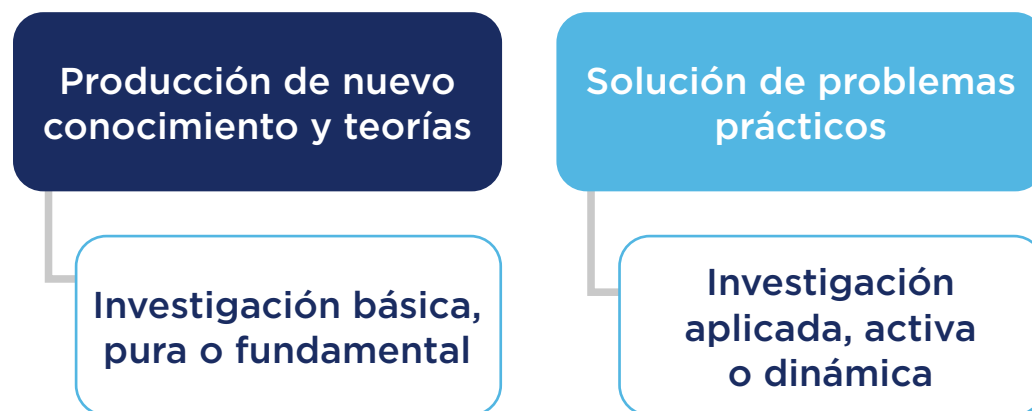 Producción de nuevo
conocimiento y teorías
Solución de problemas
prácticos
Investigación básica,
pura o fundamental
Investigación
aplicada, activa
o dinámica